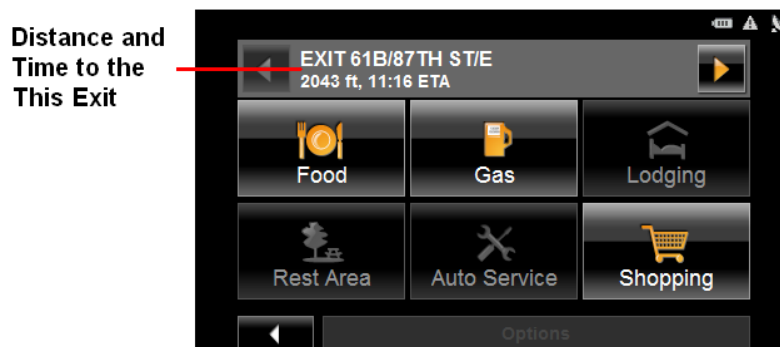 Distance and
Time to the
This Exit
EXIT 61B/87TH ST/E
2043 ft, 11:16 ETA
Food
Gas
Lodging
Rest Area
Auto Service
Shopping
Options